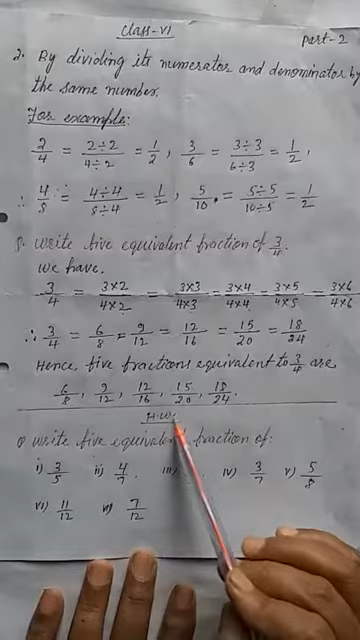 Class-VI Part-2
2. By dividing its numerator and denominator by
the same number.
For example:
2/4 = 2÷2/4÷2 = 1/2, 3/6 = 3÷3/6÷3 = 1/2,
∴ 4/8 = 4÷4/8÷4 = 1/2, 5/10 = 5÷5/10÷5 = 1/2
Q. Write five equivalent fraction of 3/4.
We have.
3/4 = 3×2/4×2 = 3×3/4×3 = 3×4/4×4 = 3×5/4×5 = 3×6/4×6
∴ 3/4 = 6/8 = 9/12 = 12/16 = 15/20 = 18/24
Hence, five fractions equivalent to 3/4 are
6/8, 9/12, 12/16, 15/20, 18/24.
H.W.
Q Write five equivalent fraction of:
i) 3/5 ii) 4/7. iii) iv) 3/7 v) 5/8
vi) 11/12 vii) 7/12